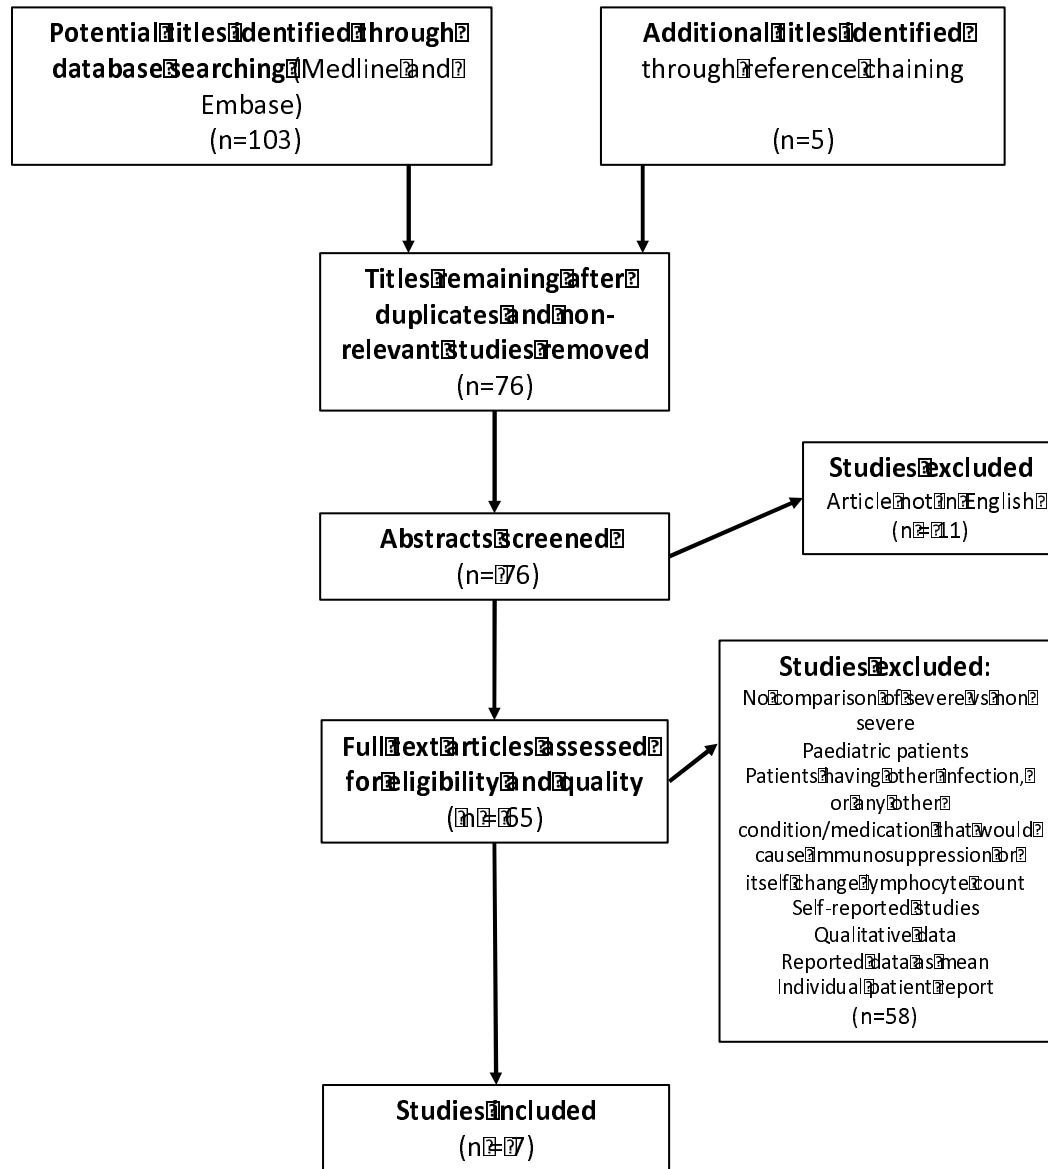 Potential titles identified through
database searching (Medline and
Embase)
(n=103)
Additional titles identified
through reference chaining
(n=5)
Titles remaining after
duplicates and non-
relevant studies removed
(n=76)
Studies excluded
Article not in English
(n = 11)
Abstracts screened
(n= 76)
Studies excluded:
No comparison of severe vs non
severe
Paediatric patients
Patients having other infection,
or any other
condition/medication that would
cause immunosuppression or
itself change lymphocyte count
Self-reported studies
Qualitative data
Reported data as mean
Individual patient report
(n=58)
Full text articles assessed
for eligibility and quality
( n = 65)
Studies included
(n = 7)